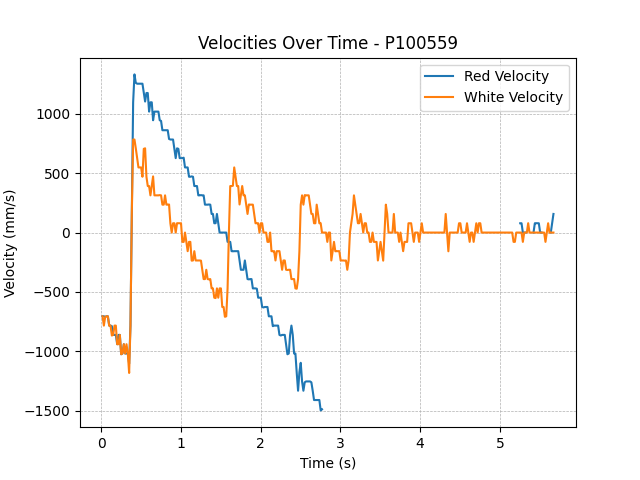 Velocities Over Time - P100559
Red Velocity
White Velocity
Velocity (mm/s)
1000
500
0
−500
−1000
−1500
0 1 2 3 4 5
Time (s)